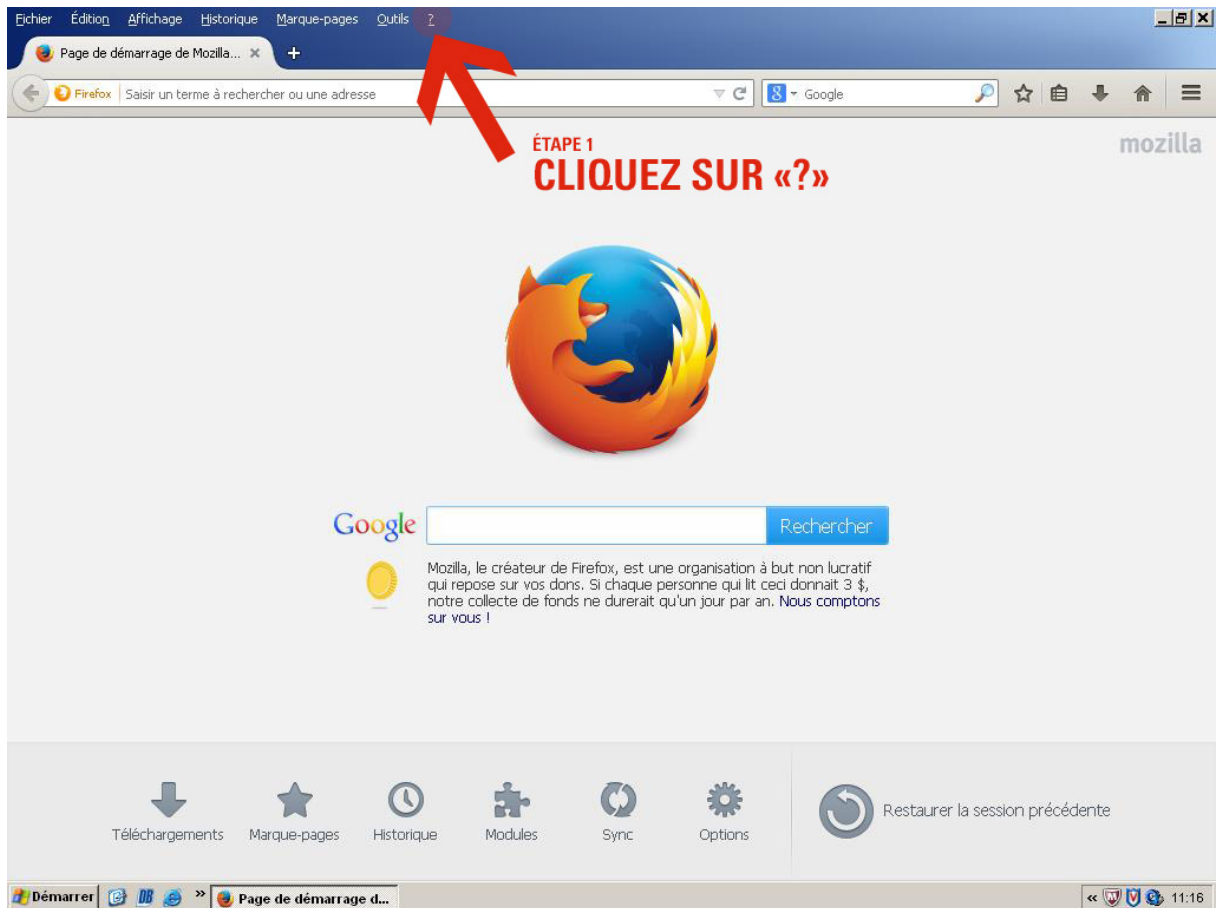 Fichier Édition Affichage Historique Marque-pages Outils ?
Page de démarrage de Mozilla...
Firefox Saisir un terme à rechercher ou une adresse
8 Google
ÉTAPE 1
CLIQUEZ SUR «?»
mozilla
Google
Rechercher
Mozilla, le créateur de Firefox, est une organisation à but non lucratif
qui repose sur vos dons. Si chaque personne qui lit ceci donnait 3 $,
notre collecte de fonds ne durerait qu'un jour par an. Nous comptons
sur vous !
Téléchargements Marque-pages Historique Modules Sync Options
Restaurer la session précédente
Démarrer DB » Page de démarrage d... « 11:16